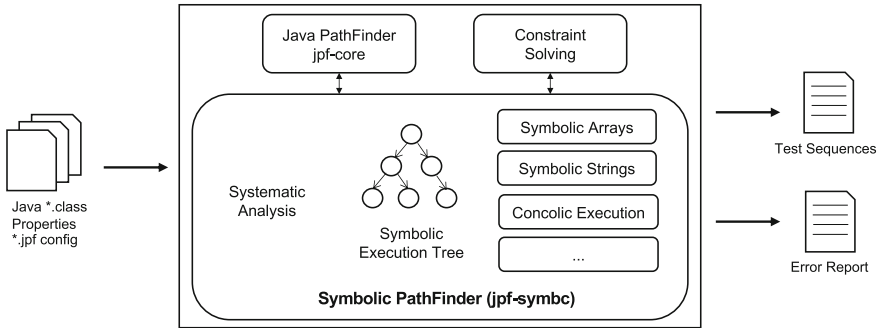 Java PathFinder
jpf-core
Constraint
Solving
Java *.class
Properties
*.jpf config
Systematic
Analysis
Symbolic
Execution Tree
Symbolic Arrays
Symbolic Strings
Concolic Execution
...
Symbolic PathFinder (jpf-symbc)
Test Sequences
Error Report